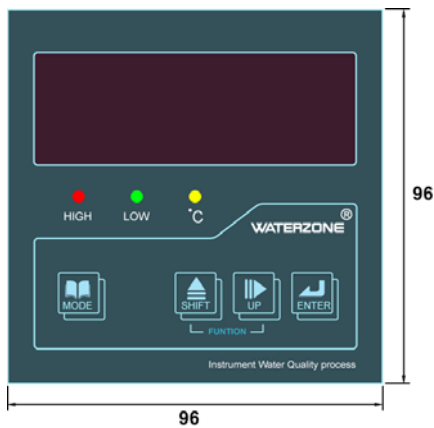 HIGH LOW °C
WATERZONE®
MODE SHIFT UP ENTER
FUNTION
Instrument Water Quality process
96
96